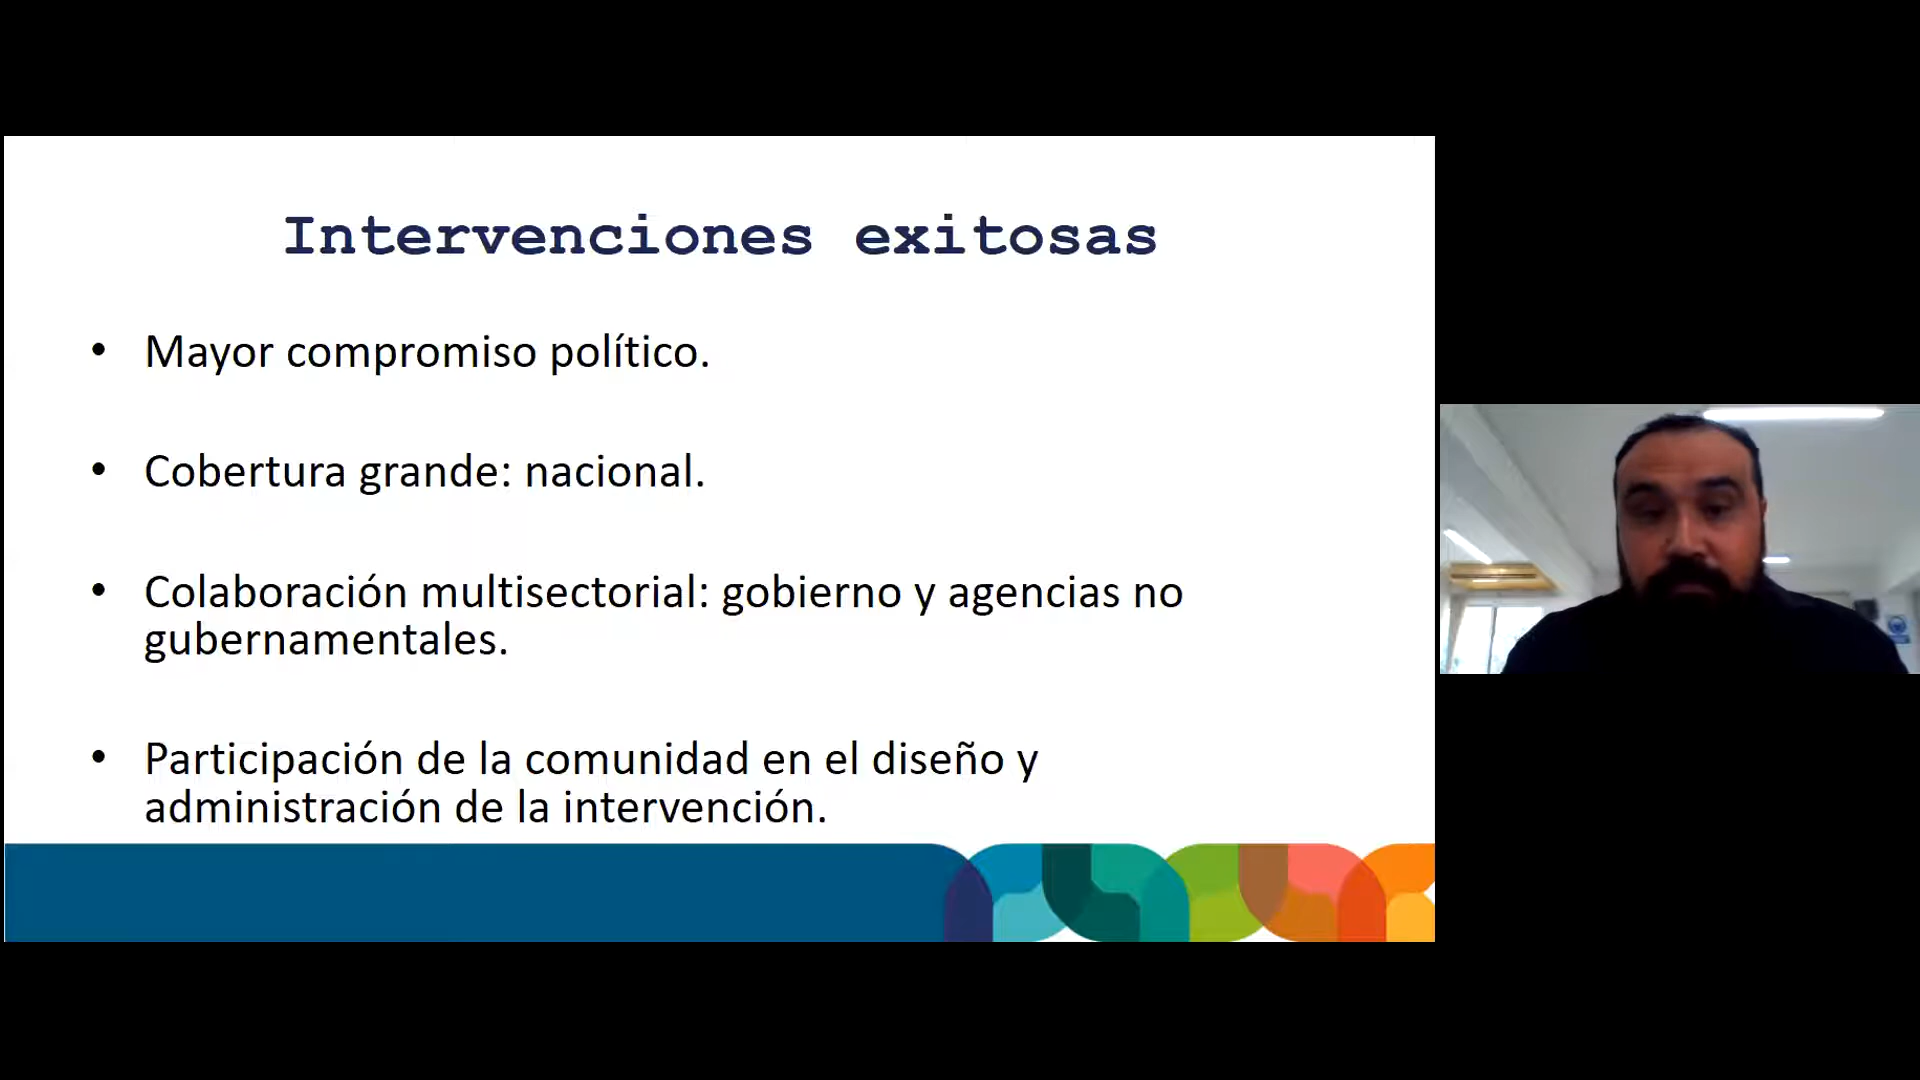 Intervenciones exitosas
• Mayor compromiso político.
• Cobertura grande: nacional.
• Colaboración multisectorial: gobierno y agencias no
gubernamentales.
• Participación de la comunidad en el diseño y
administración de la intervención.